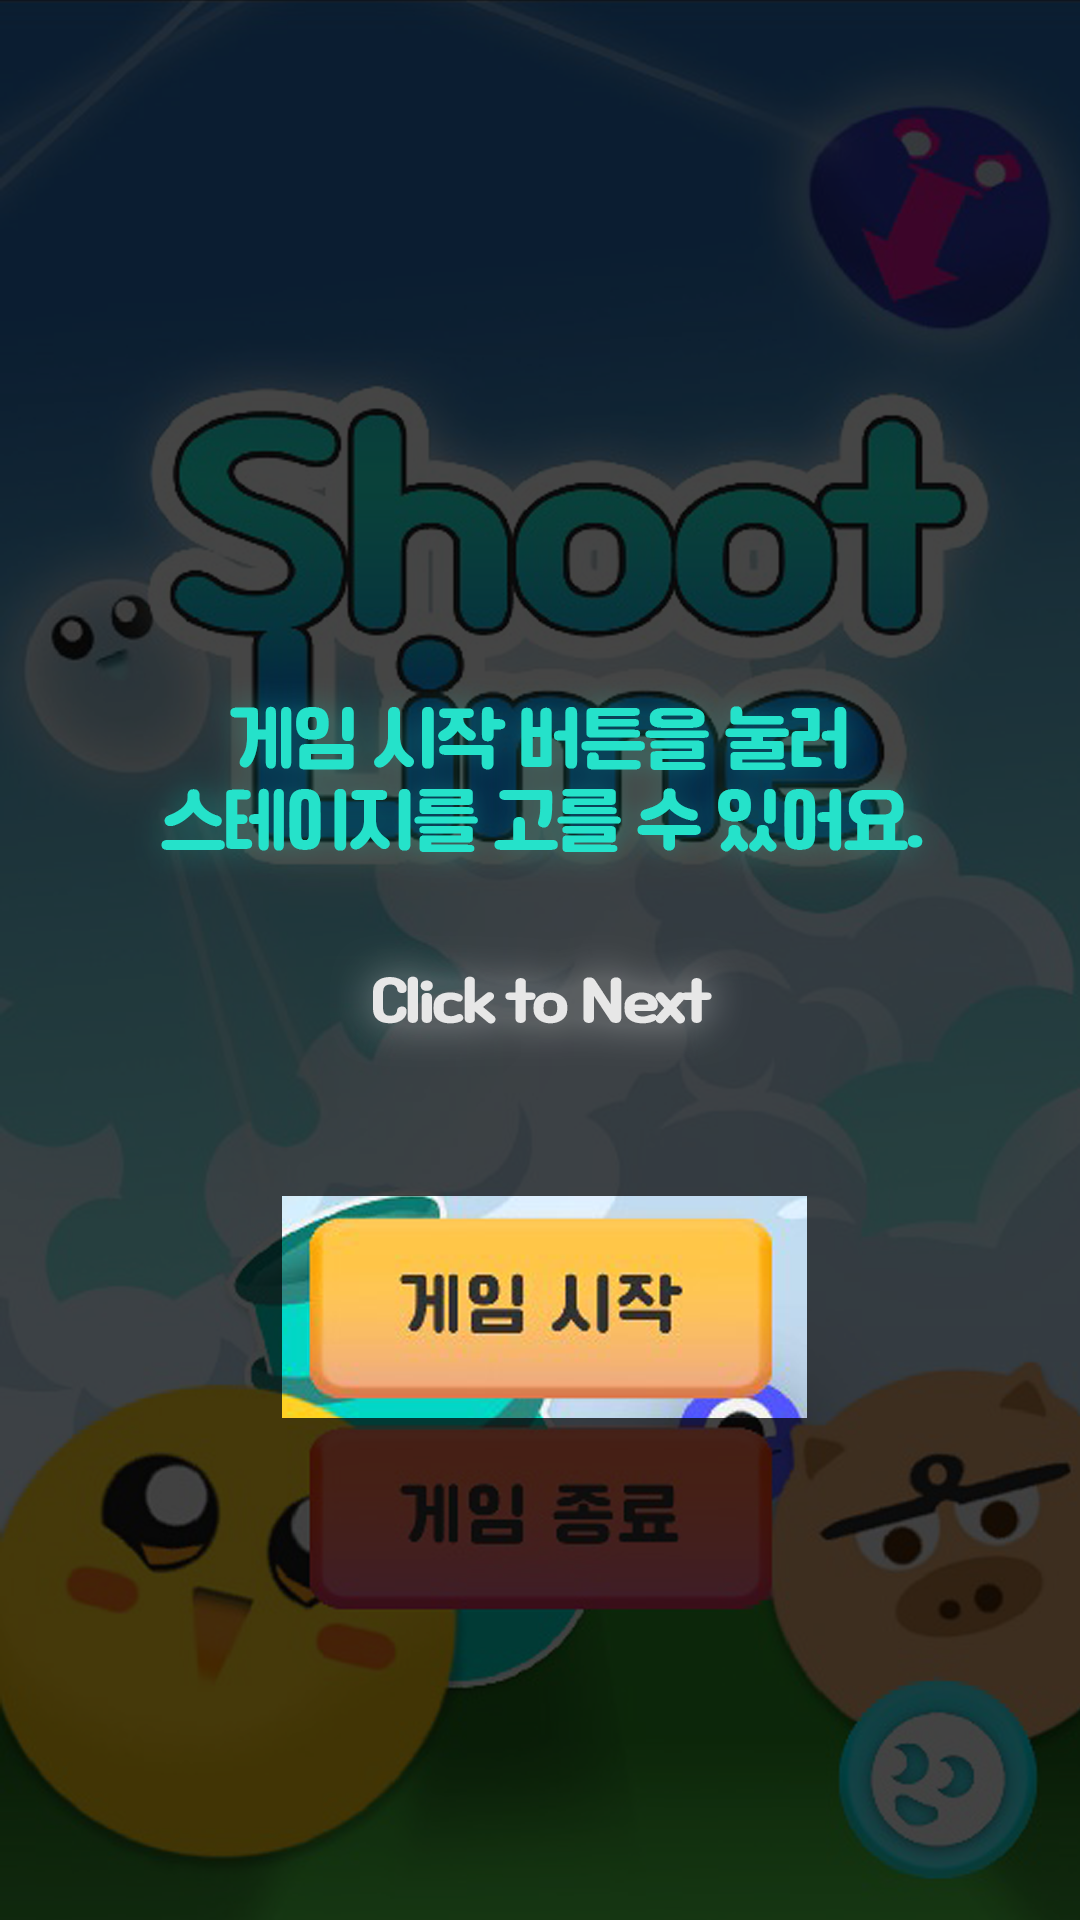 Shoot
Lime
게임 시작 버튼을 눌러
스테이지를 고를 수 있어요.
Click to Next
게임 시작
게임 종료